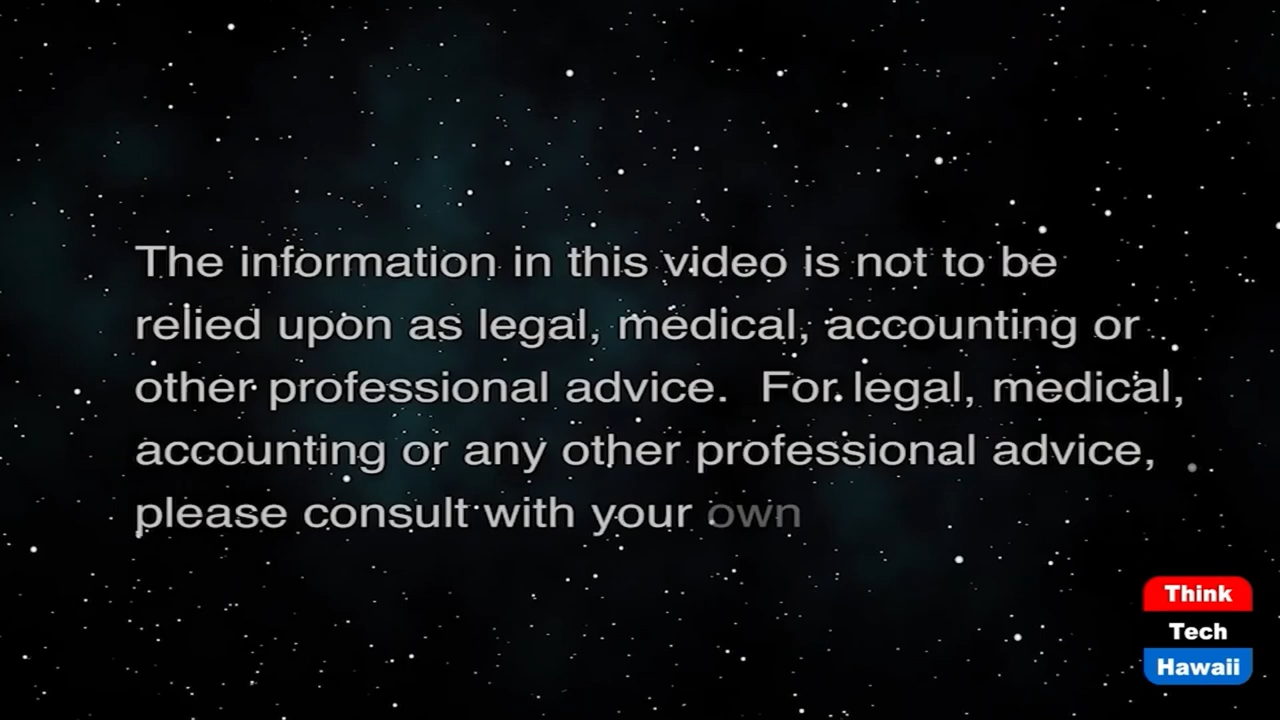 The information in this video is not to be
relied upon as legal, medical, accounting or
other professional advice.  For legal, medical,
accounting or any other professional advice,
please consult with your own
Think
Tech
Hawaii